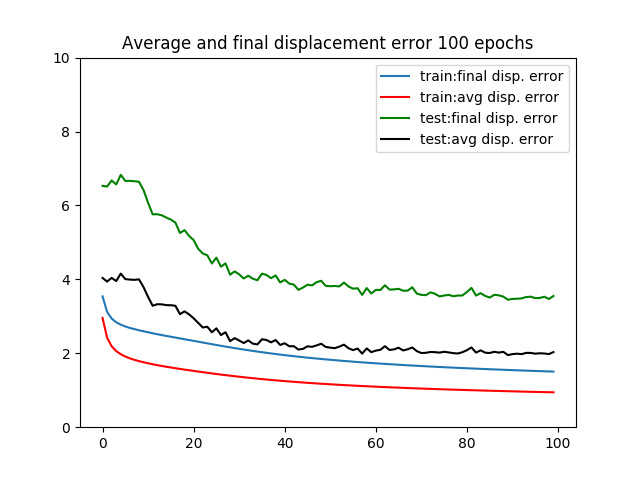 Average and final displacement error 100 epochs
10
8
6
4
2
0
train:final disp. error
train:avg disp. error
test:final disp. error
test:avg disp. error
0 20 40 60 80 100